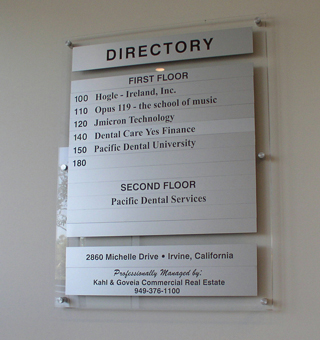 DIRECTORY
FIRST FLOOR
100 Hogle - Ireland, Inc.
110 Opus 119 - the school of music
120 Jmicron Technology
140 Dental Care Yes Finance
150 Pacific Dental University
180
SECOND FLOOR
Pacific Dental Services
2860 Michelle Drive • Irvine, California
Professionally Managed by:
Kahl & Goveia Commercial Real Estate
949-376-1100